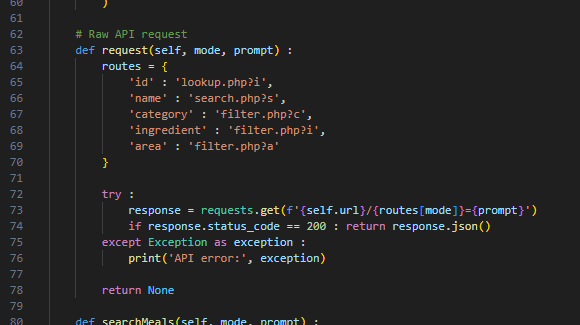 60 )
61
62 # Raw API request
63 def request(self, mode, prompt) :
64 routes = {
65 'id' : 'lookup.php?i',
66 'name' : 'search.php?s',
67 'category' : 'filter.php?c',
68 'ingredient' : 'filter.php?i',
69 'area' : 'filter.php?a'
70 }
71
72 try :
73 response = requests.get(f'{self.url}/{routes[mode]}={prompt}')
74 if response.status_code == 200 : return response.json()
75 except Exception as exception :
76 print('API error:', exception)
77
78 return None
79
80 def searchMeals(self, mode, prompt) :